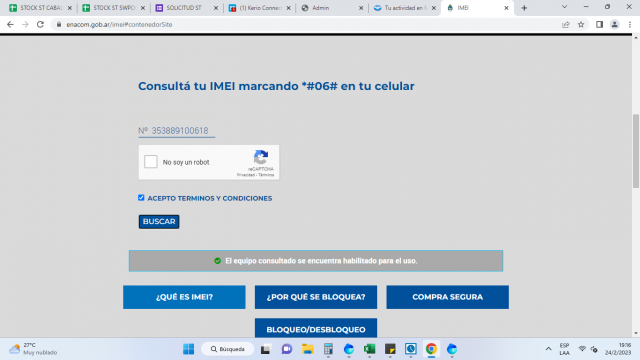 STOCK ST CABA
STOCK ST SWPO
SOLICITUD ST
(1) Kerio Connect
Admin
Tu actividad en
IMEI
enacom.gob.ar/imei#contenedorSite
Consultá tu IMEI marcando *#06# en tu celular
Nº 353889100618
No soy un robot
reCAPTCHA
Privacidad - Términos
ACEPTO TERMINOS Y CONDICIONES
BUSCAR
El equipo consultado se encuentra habilitado para el uso.
¿QUÉ ES IMEI?
¿POR QUÉ SE BLOQUEA?
COMPRA SEGURA
BLOQUEO/DESBLOQUEO
27°C
Muy nublado
Búsqueda
ESP
LAA
19:16
24/2/2023